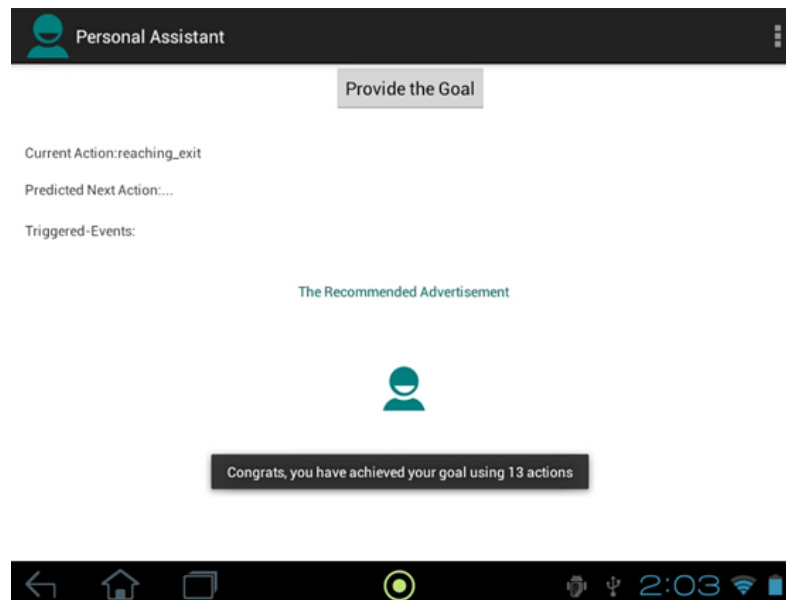 Personal Assistant
Provide the Goal
Current Action:reaching_exit
Predicted Next Action:...
Triggered-Events:
The Recommended Advertisement
Congrats, you have achieved your goal using 13 actions
2:03